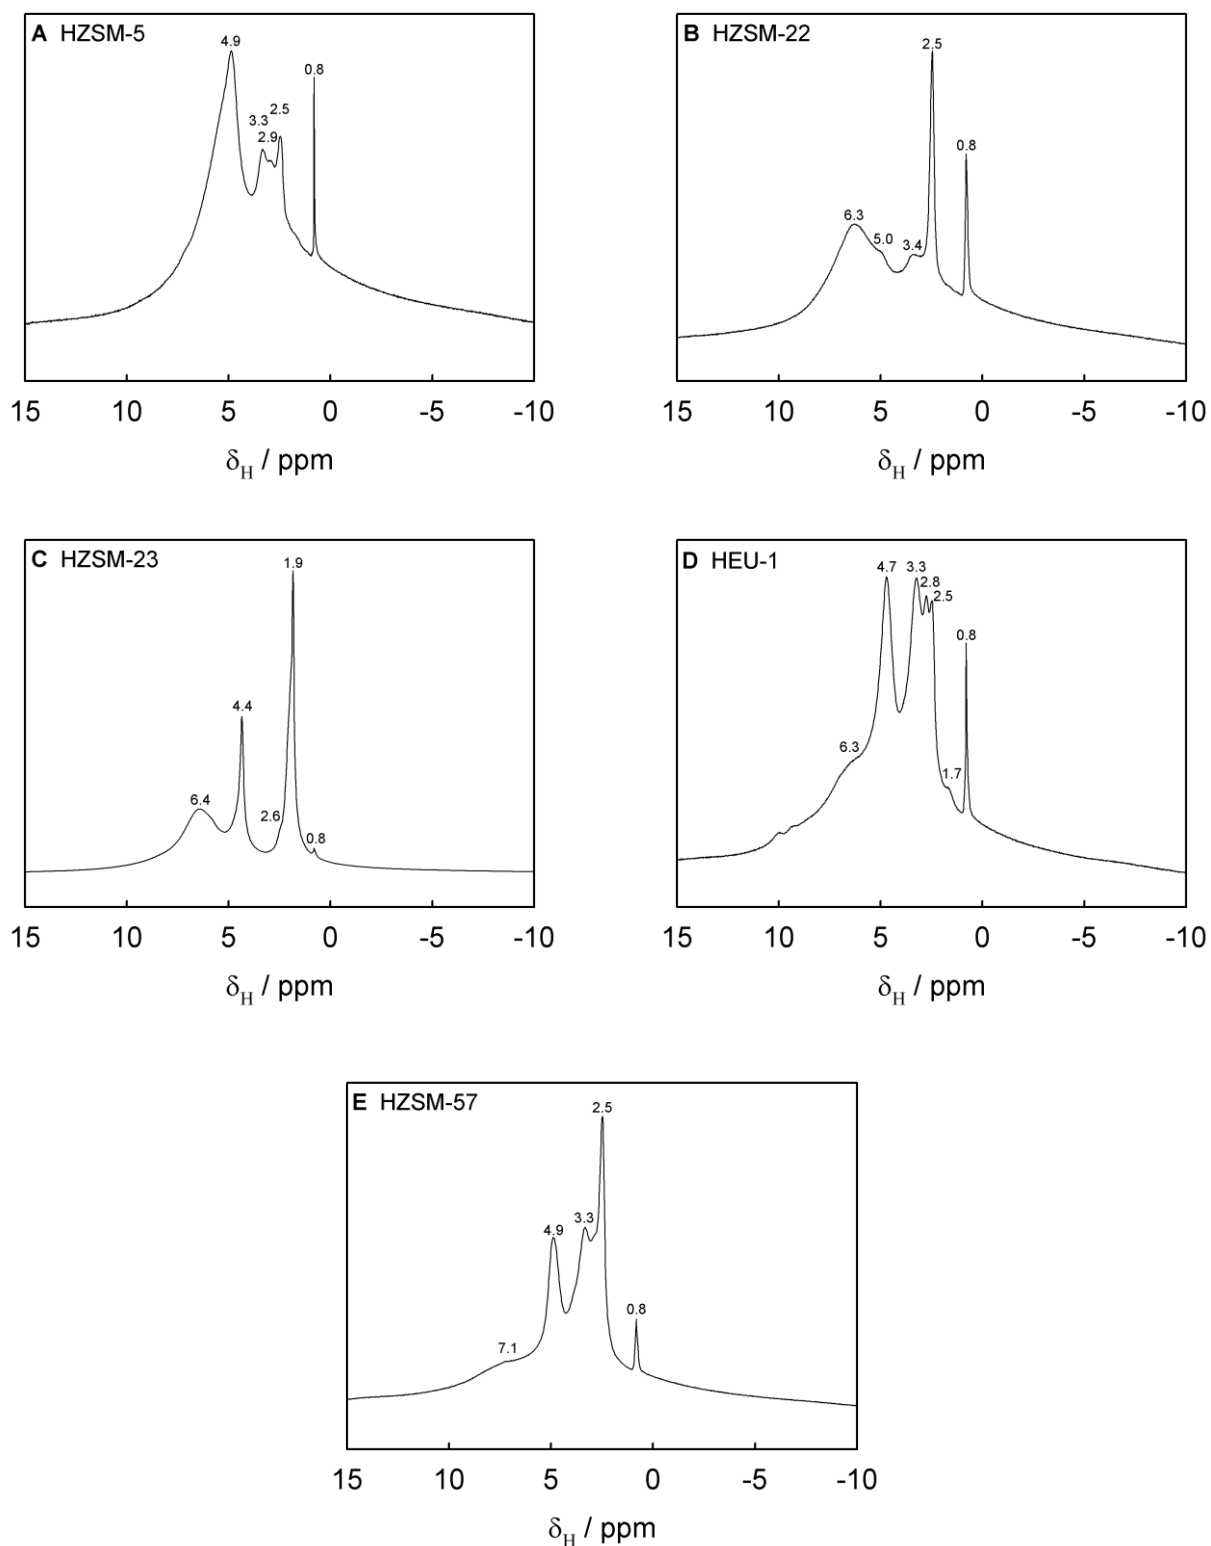 A HZSM-5
4.9
0.8
3.3 2.5
2.9
15 10 5 0 -5 -10
δH / ppm
B HZSM-22
2.5
0.8
6.3
5.0
3.4
15 10 5 0 -5 -10
δH / ppm
C HZSM-23
1.9
4.4
6.4
2.6
0.8
15 10 5 0 -5 -10
δH / ppm
D HEU-1
4.7 3.3
2.8
2.5
0.8
6.3
1.7
15 10 5 0 -5 -10
δH / ppm
E HZSM-57
2.5
4.9
3.3
0.8
7.1
15 10 5 0 -5 -10
δH / ppm